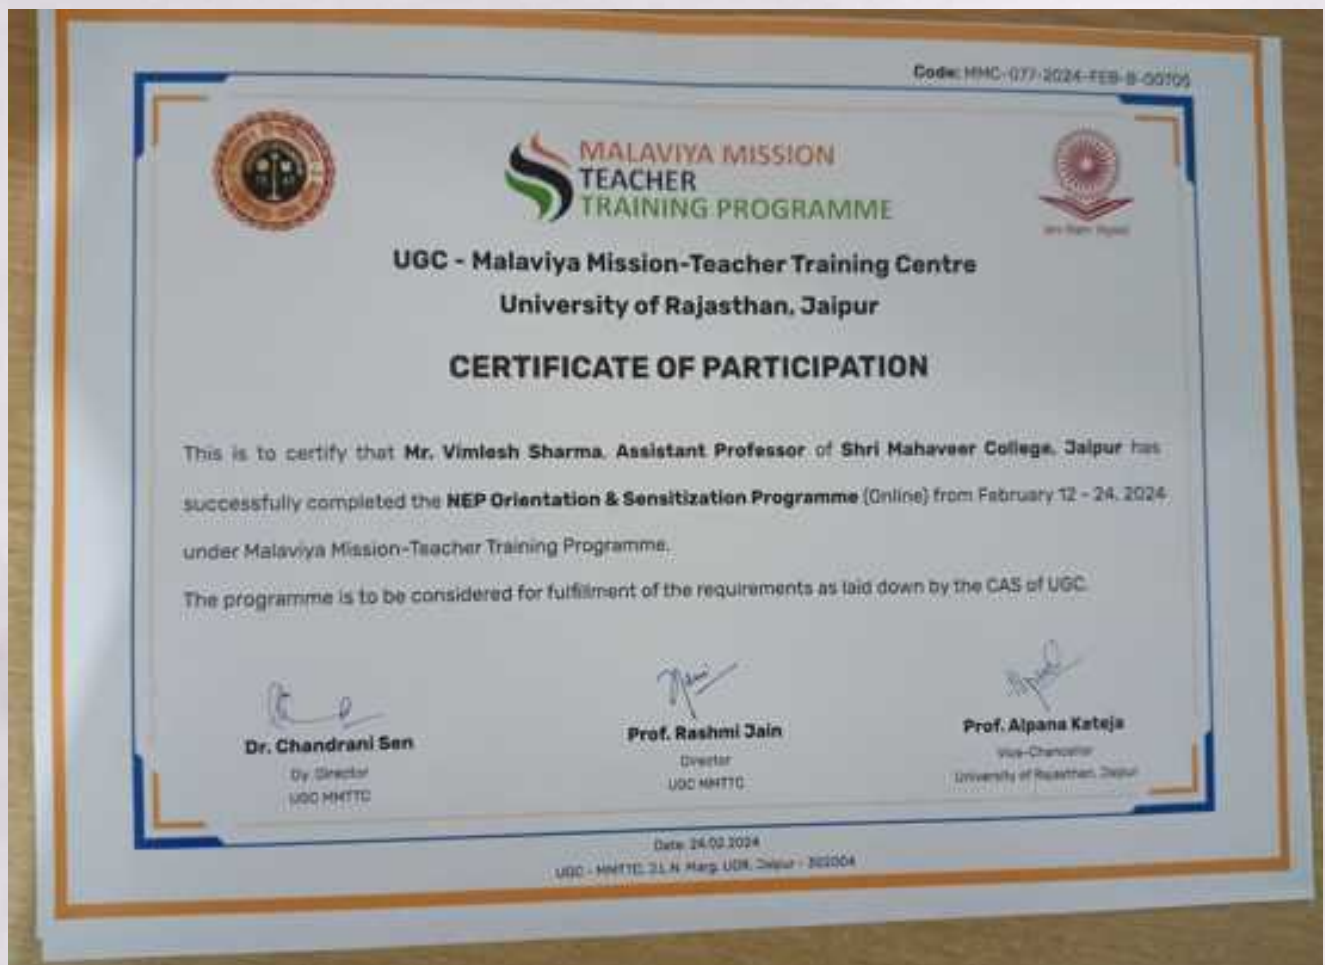 Code: MMC-077-2024-FEB-B-00705
MALAVIYA MISSION
TEACHER
TRAINING PROGRAMME
UGC - Malaviya Mission-Teacher Training Centre
University of Rajasthan, Jaipur
CERTIFICATE OF PARTICIPATION
This is to certify that Mr. Vimlesh Sharma, Assistant Professor of Shri Mahaveer College, Jaipur has
successfully completed the NEP Orientation & Sensitization Programme (Online) from February 12 - 24, 2024
under Malaviya Mission-Teacher Training Programme.
The programme is to be considered for fulfillment of the requirements as laid down by the CAS of UGC.
Dr. Chandrani Sen
Dy. Director
UGC MMTTC
Prof. Rashmi Jain
Director
UGC MMTTC
Prof. Alpana Kateja
Vice-Chancellor
University of Rajasthan, Jaipur
Date: 24.02.2024
UGC - MMTTC, J.L.N. Marg, UOR, Jaipur - 302004